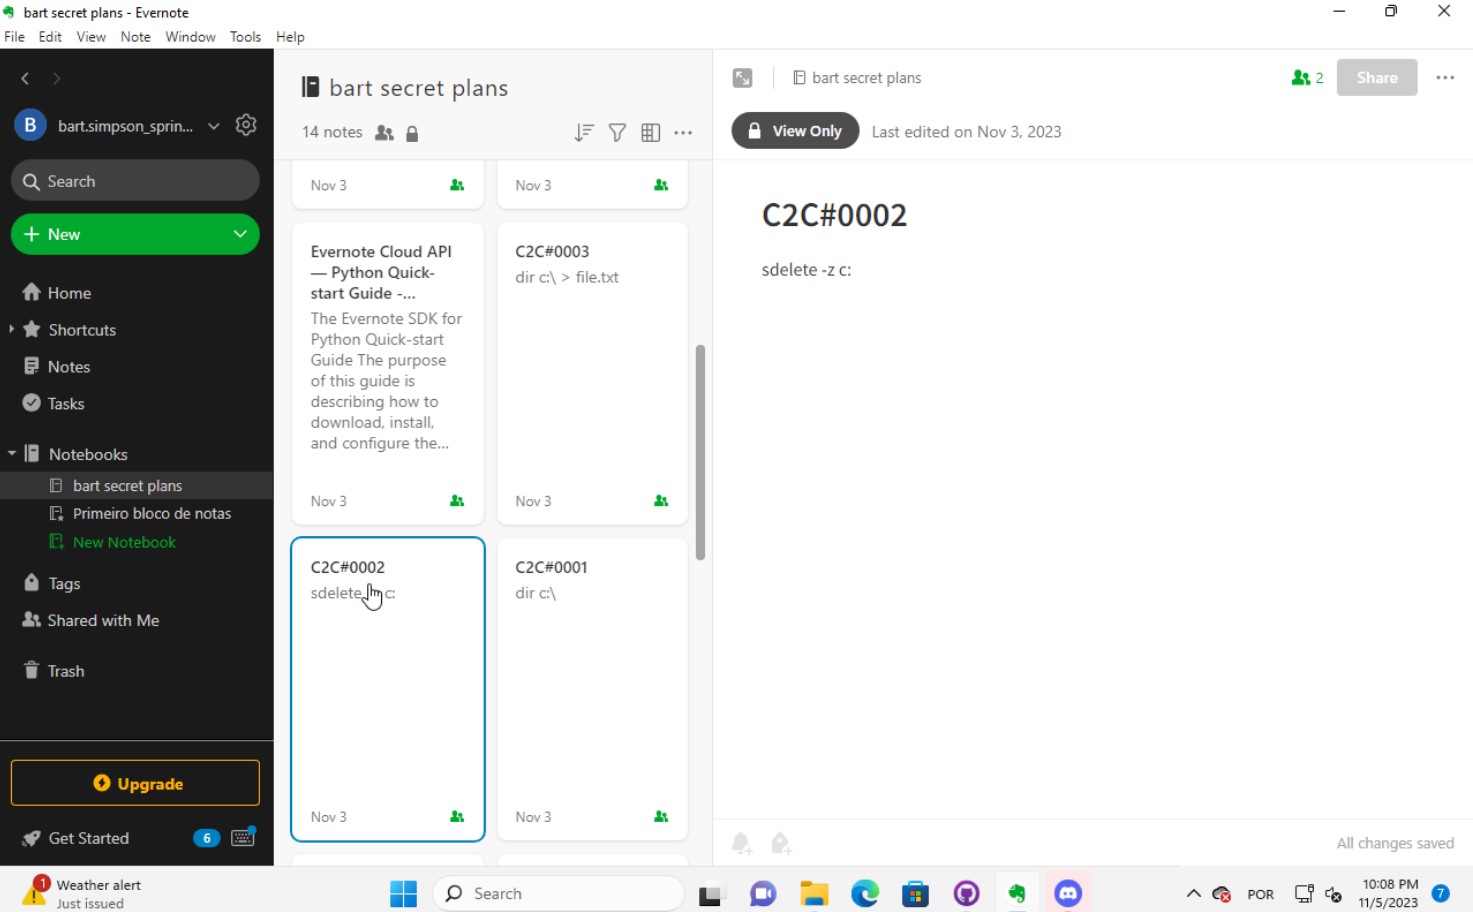 bart secret plans - Evernote
File Edit View Note Window Tools Help
B bart.simpson_sprin...
Search
New
Home
Shortcuts
Notes
Tasks
Notebooks
bart secret plans
Primeiro bloco de notas
New Notebook
Tags
Shared with Me
Trash
Upgrade
Get Started 6
bart secret plans
14 notes
Nov 3
Nov 3
Evernote Cloud API
— Python Quick-
start Guide -...
The Evernote SDK for
Python Quick-start
Guide The purpose
of this guide is
describing how to
download, install,
and configure the...
Nov 3
C2C#0003
dir c:\ > file.txt
Nov 3
C2C#0002
sdelete c:
Nov 3
C2C#0001
dir c:\
Nov 3
bart secret plans
2 Share
View Only Last edited on Nov 3, 2023
C2C#0002
sdelete -z c:
All changes saved
1 Weather alert
Just issued
Search
POR
10:08 PM
11/5/2023
7